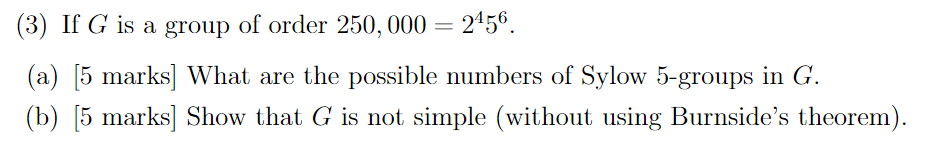 (3) If G is a group of order 250, 000 = 2⁴5⁶.
(a) [5 marks] What are the possible numbers of Sylow 5-groups in G.
(b) [5 marks] Show that G is not simple (without using Burnside's theorem).